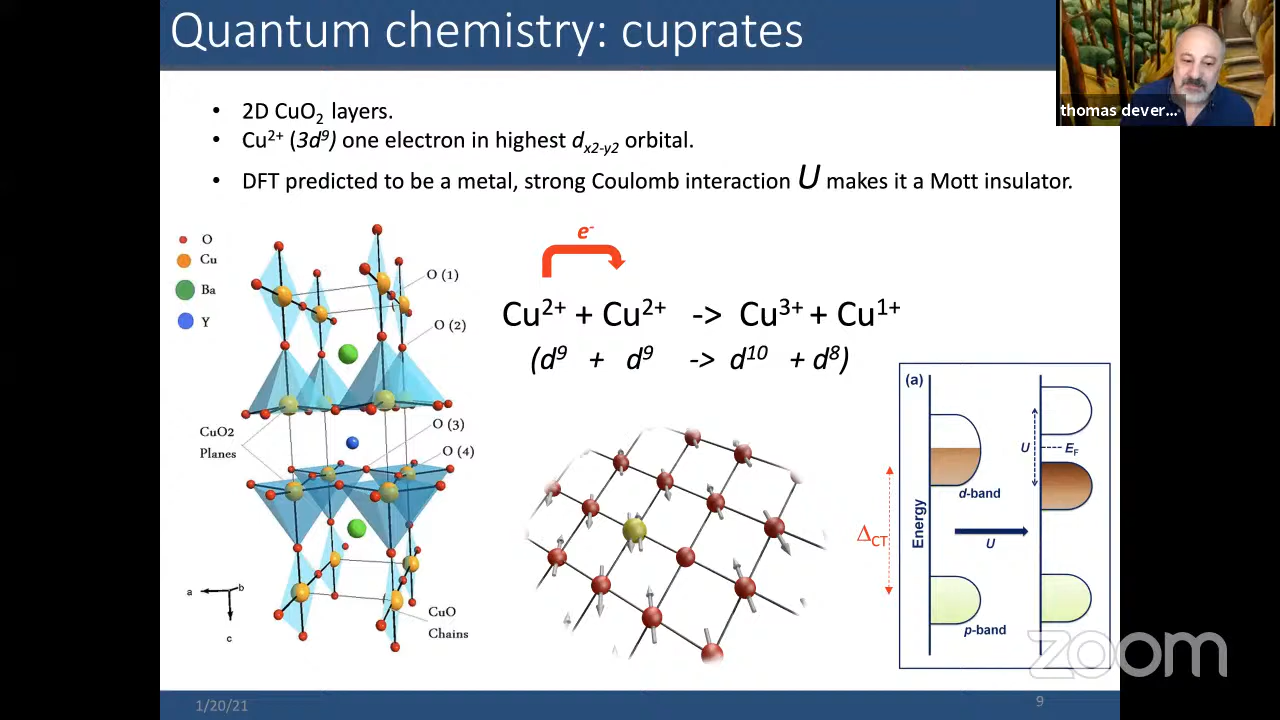 Quantum chemistry: cuprates
thomas dever...
• 2D CuO2 layers.
• Cu2+ (3d9) one electron in highest dx2-y2 orbital.
• DFT predicted to be a metal, strong Coulomb interaction U makes it a Mott insulator.
O
Cu
Ba
Y
O (1)
O (2)
CuO2
Planes
O (3)
O (4)
CuO
Chains
a
b
c
e-
Cu2+ + Cu2+ -> Cu3+ + Cu1+
(d9 + d9 -> d10 + d8)
ΔCT
(a)
Energy
d-band
U
p-band
U
EF
zoom
1/20/21
9